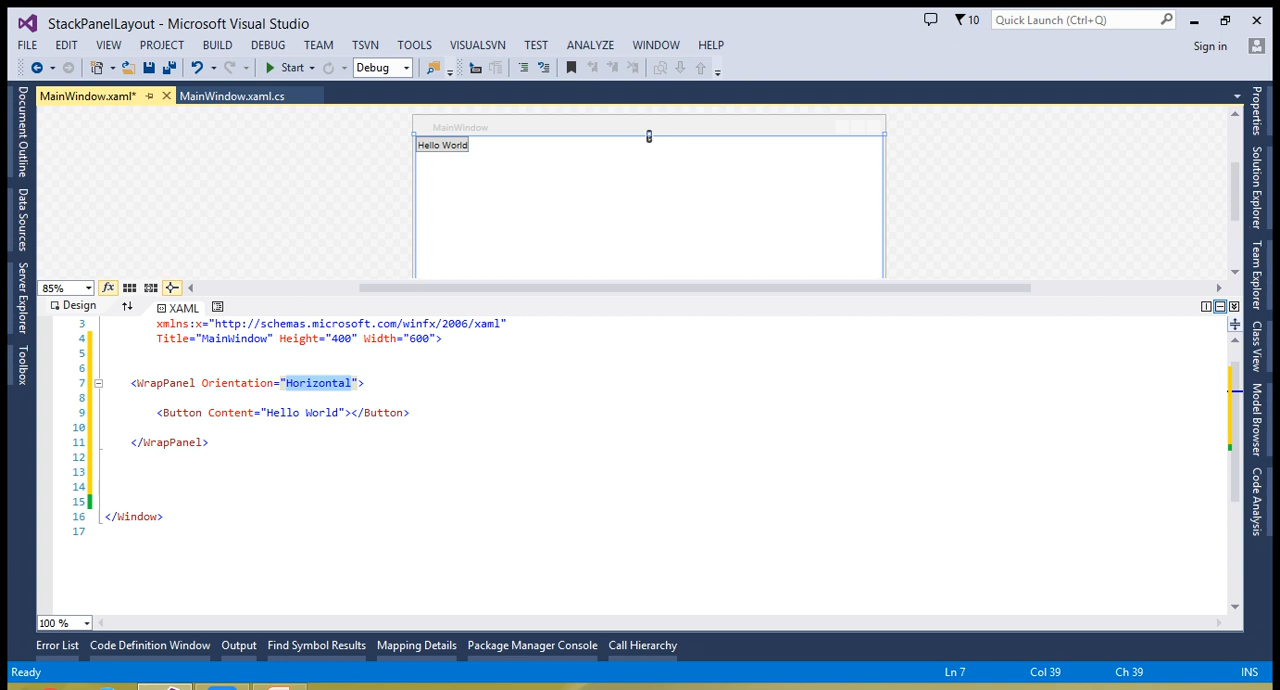 StackPanelLayout - Microsoft Visual Studio
10
Quick Launch (Ctrl+Q)
FILE EDIT VIEW PROJECT BUILD DEBUG TEAM TSVN TOOLS VISUALSVN TEST ANALYZE WINDOW HELP
Sign in
Start
Debug
MainWindow.xaml*
MainWindow.xaml.cs
Document Outline
Data Sources
Server Explorer
Toolbox
MainWindow
Hello World
85%
fx
Design
XAML
3 xmlns:x="http://schemas.microsoft.com/winfx/2006/xaml"
4 Title="MainWindow" Height="400" Width="600">
5
6
7 <WrapPanel Orientation="Horizontal">
8
9 <Button Content="Hello World"></Button>
10
11 </WrapPanel>
12
13
14
15
16 </Window>
17
100 %
Properties
Solution Explorer
Team Explorer
Class View
Model Browser
Code Analysis
Error List Code Definition Window Output Find Symbol Results Mapping Details Package Manager Console Call Hierarchy
Ready
Ln 7
Col 39
Ch 39
INS